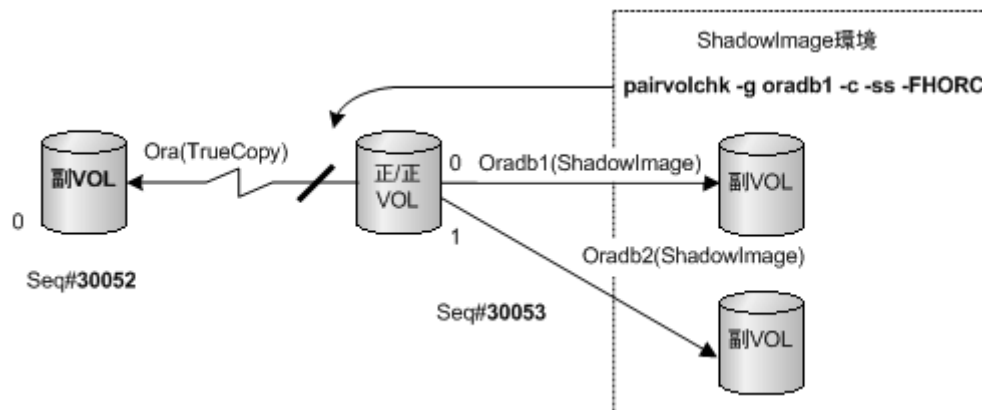 ShadowImage環境
pairvolchk -g oradb1 -c -ss -FHORC
Ora(TrueCopy)
副VOL
0
正/正
VOL
0
1
Oradb1(ShadowImage)
副VOL
Oradb2(ShadowImage)
Seq#30052
Seq#30053
副VOL